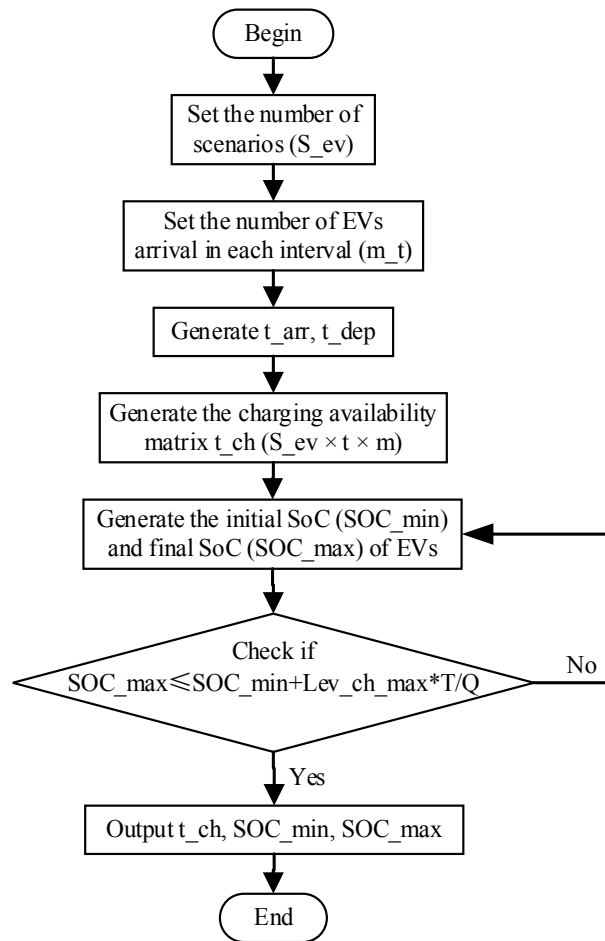 Begin
Set the number of
scenarios (S_ev)
Set the number of EVs
arrival in each interval (m_t)
Generate t_arr, t_dep
Generate the charging availability
matrix t_ch (S_ev × t × m)
Generate the initial SoC (SOC_min)
and final SoC (SOC_max) of EVs
Check if
SOC_max≤SOC_min+Lev_ch_max*T/Q
No
Yes
Output t_ch, SOC_min, SOC_max
End